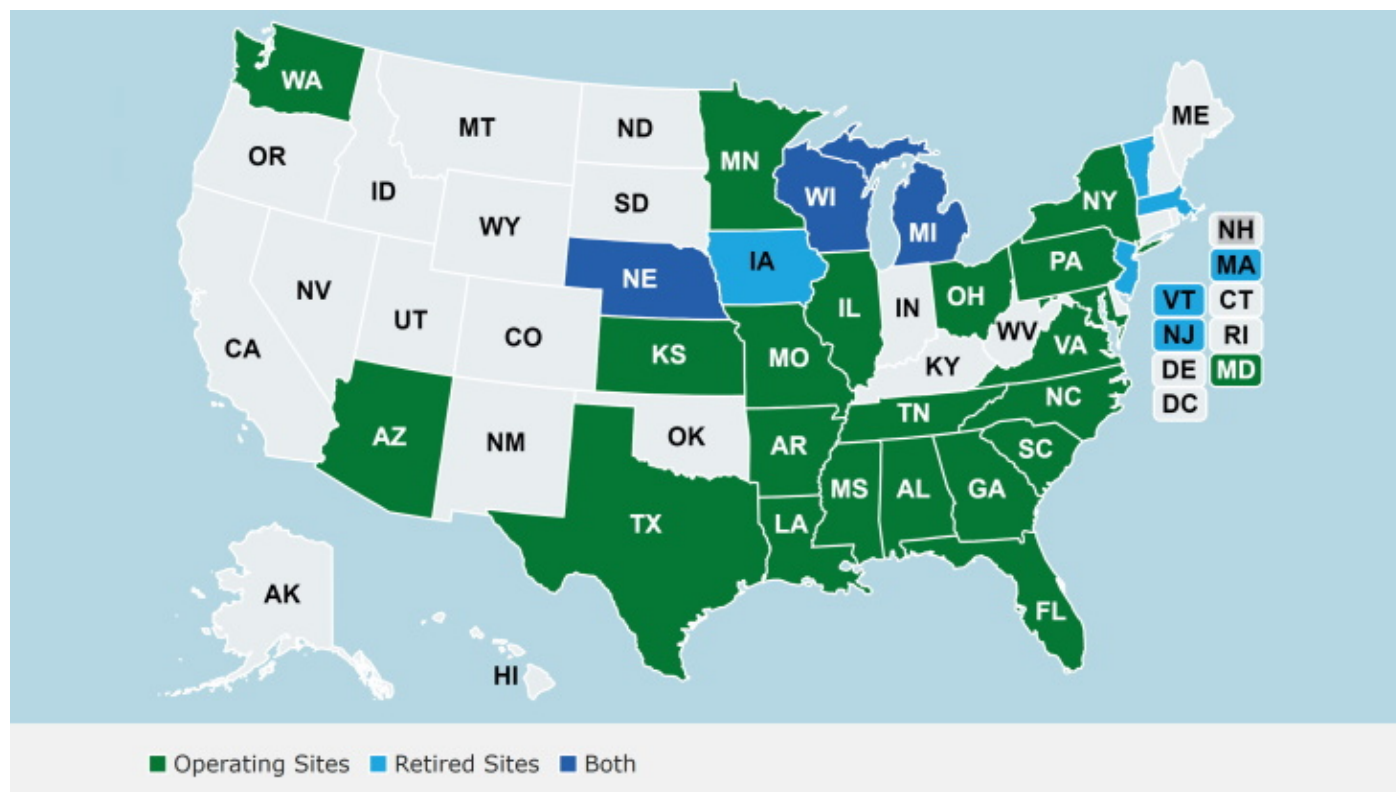 WA
MT
ND
MN
ME
OR
ID
SD
WI
NY
WY
MI
NH
NE
IA
PA
MA
NV
IL
IN
OH
VT
CT
UT
CO
WV
NJ
RI
CA
KS
MO
KY
VA
DE
MD
DC
AZ
NM
OK
AR
TN
NC
SC
TX
LA
MS
AL
GA
FL
AK
HI
Operating Sites Retired Sites Both